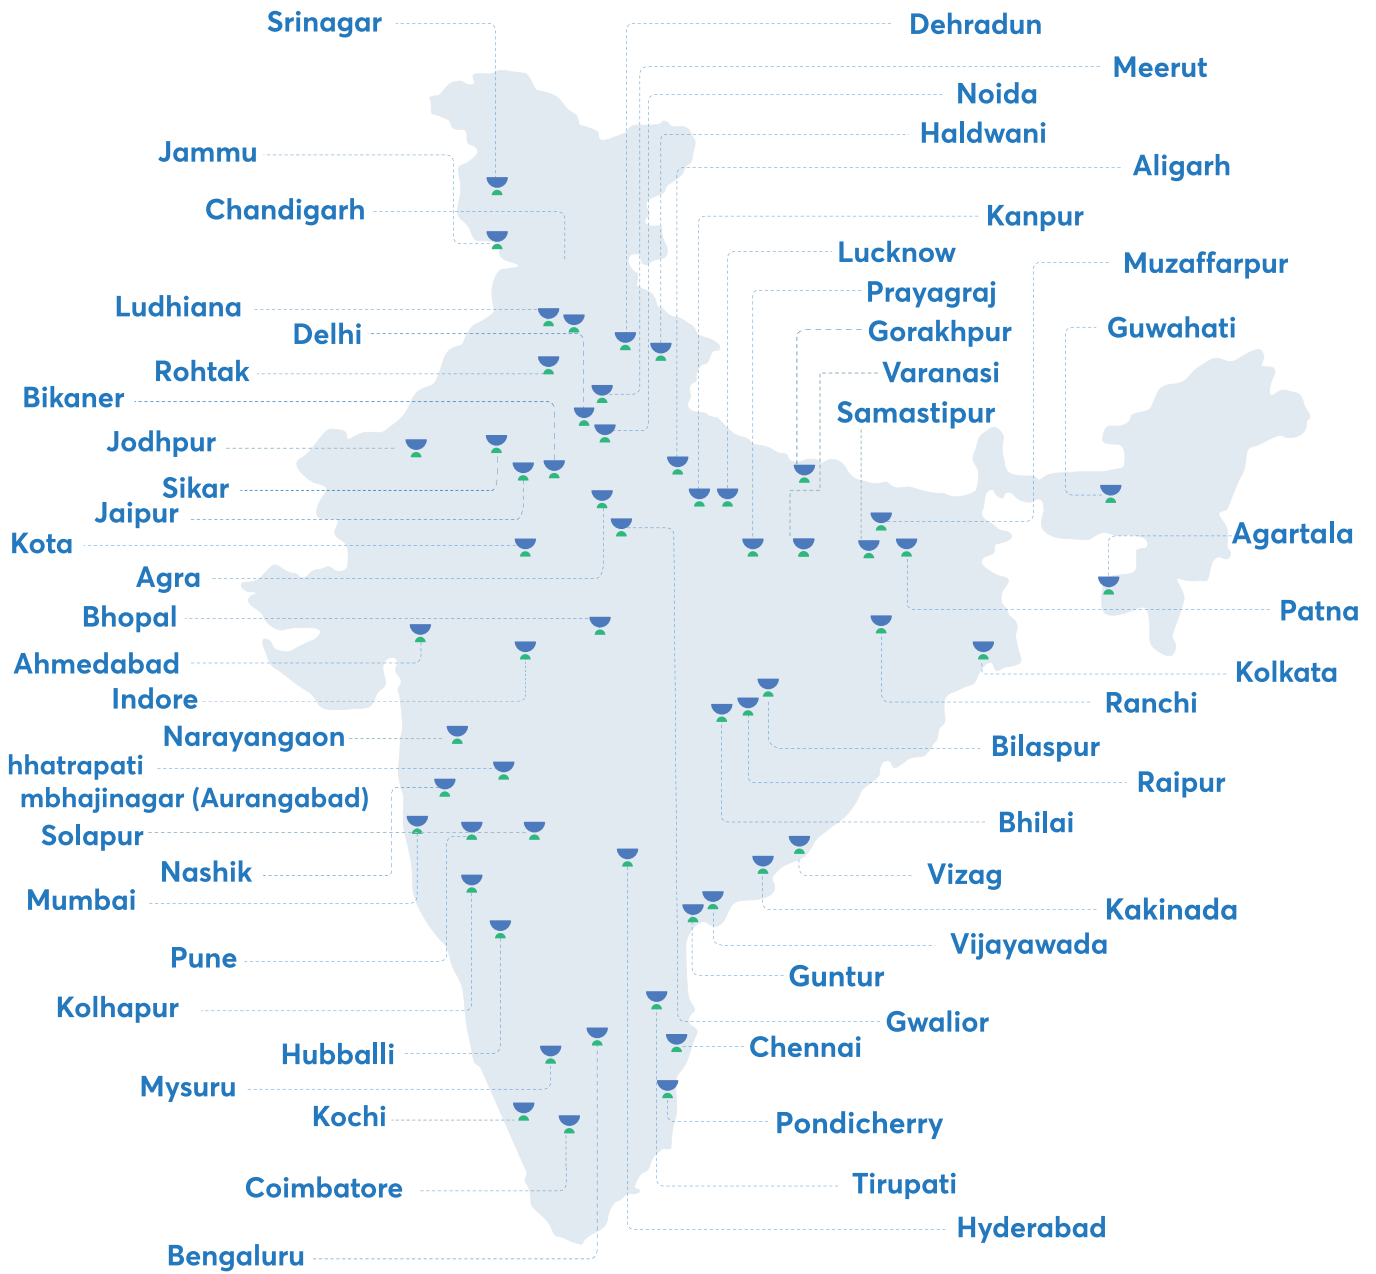 Srinagar
Dehradun
Meerut
Noida
Haldwani
Jammu
Aligarh
Chandigarh
Kanpur
Lucknow
Muzaffarpur
Prayagraj
Ludhiana
Guwahati
Delhi
Gorakhpur
Rohtak
Varanasi
Bikaner
Samastipur
Jodhpur
Sikar
Jaipur
Agartala
Kota
Agra
Patna
Bhopal
Ahmedabad
Kolkata
Indore
Ranchi
Narayangaon
Bilaspur
hhatrapati
mbhajinagar (Aurangabad)
Raipur
Bhilai
Solapur
Nashik
Vizag
Mumbai
Kakinada
Vijayawada
Pune
Guntur
Kolhapur
Gwalior
Chennai
Hubballi
Mysuru
Kochi
Pondicherry
Tirupati
Coimbatore
Hyderabad
Bengaluru